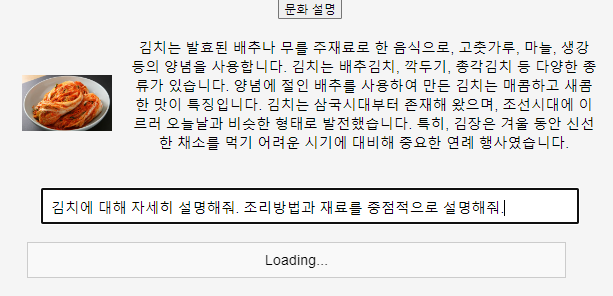 문화 설명
김치는 발효된 배추나 무를 주재료로 한 음식으로, 고춧가루, 마늘, 생강
등의 양념을 사용합니다. 김치는 배추김치, 깍두기, 총각김치 등 다양한 종
류가 있습니다. 양념에 절인 배추를 사용하여 만든 김치는 매콤하고 새콤
한 맛이 특징입니다. 김치는 삼국시대부터 존재해 왔으며, 조선시대에 이
르러 오늘날과 비슷한 형태로 발전했습니다. 특히, 김장은 겨울 동안 신선
한 채소를 먹기 어려운 시기에 대비해 중요한 연례 행사였습니다.
김치에 대해 자세히 설명해줘. 조리방법과 재료를 중점적으로 설명해줘.
Loading...